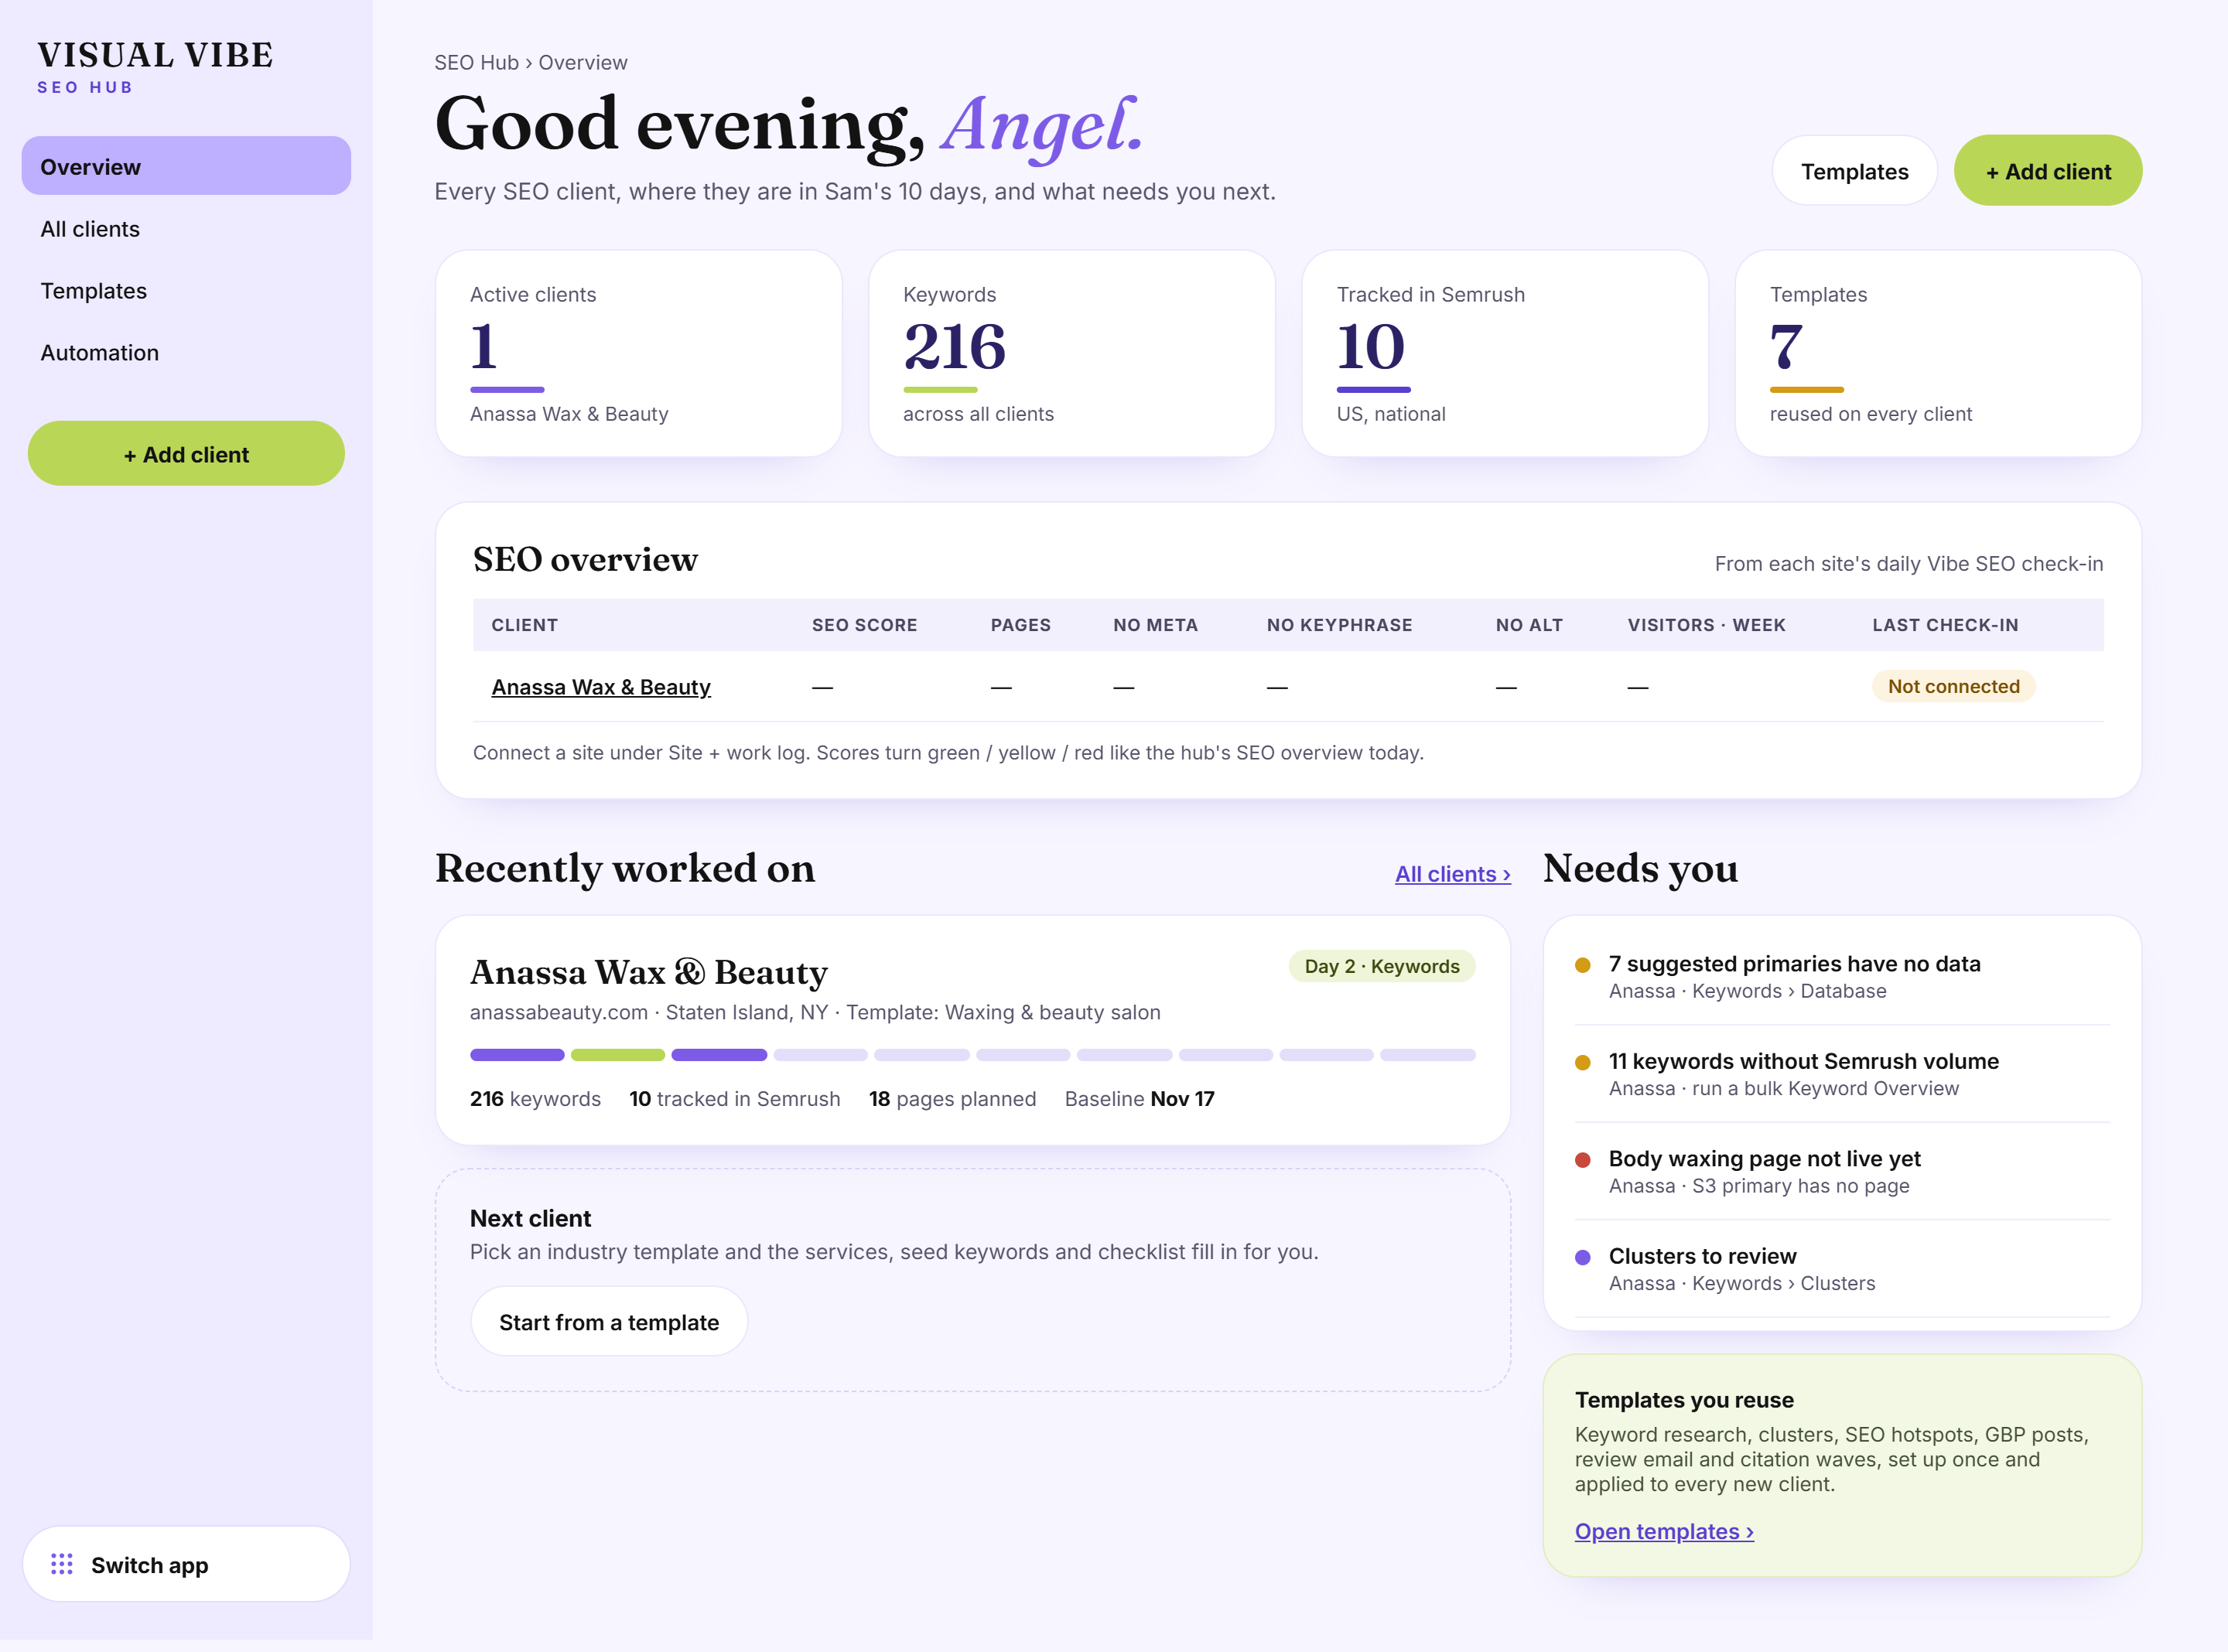 VISUAL VIBE
SEO HUB
Overview
All clients
Templates
Automation
+ Add client
Switch app
SEO Hub › Overview
Good evening, Angel.
Every SEO client, where they are in Sam's 10 days, and what needs you next.
Templates
+ Add client
Active clients
1
Anassa Wax & Beauty
Keywords
216
across all clients
Tracked in Semrush
10
US, national
Templates
7
reused on every client
SEO overview
From each site's daily Vibe SEO check-in
CLIENT SEO SCORE PAGES NO META NO KEYPHRASE NO ALT VISITORS · WEEK LAST CHECK-IN
Anassa Wax & Beauty — — — — — — Not connected
Connect a site under Site + work log. Scores turn green / yellow / red like the hub's SEO overview today.
Recently worked on
All clients ›
Anassa Wax & Beauty
Day 2 · Keywords
anassabeauty.com · Staten Island, NY · Template: Waxing & beauty salon
216 keywords 10 tracked in Semrush 18 pages planned Baseline Nov 17
Next client
Pick an industry template and the services, seed keywords and checklist fill in for you.
Start from a template
Needs you
7 suggested primaries have no data
Anassa · Keywords › Database
11 keywords without Semrush volume
Anassa · run a bulk Keyword Overview
Body waxing page not live yet
Anassa · S3 primary has no page
Clusters to review
Anassa · Keywords › Clusters
Templates you reuse
Keyword research, clusters, SEO hotspots, GBP posts,
review email and citation waves, set up once and
applied to every new client.
Open templates ›